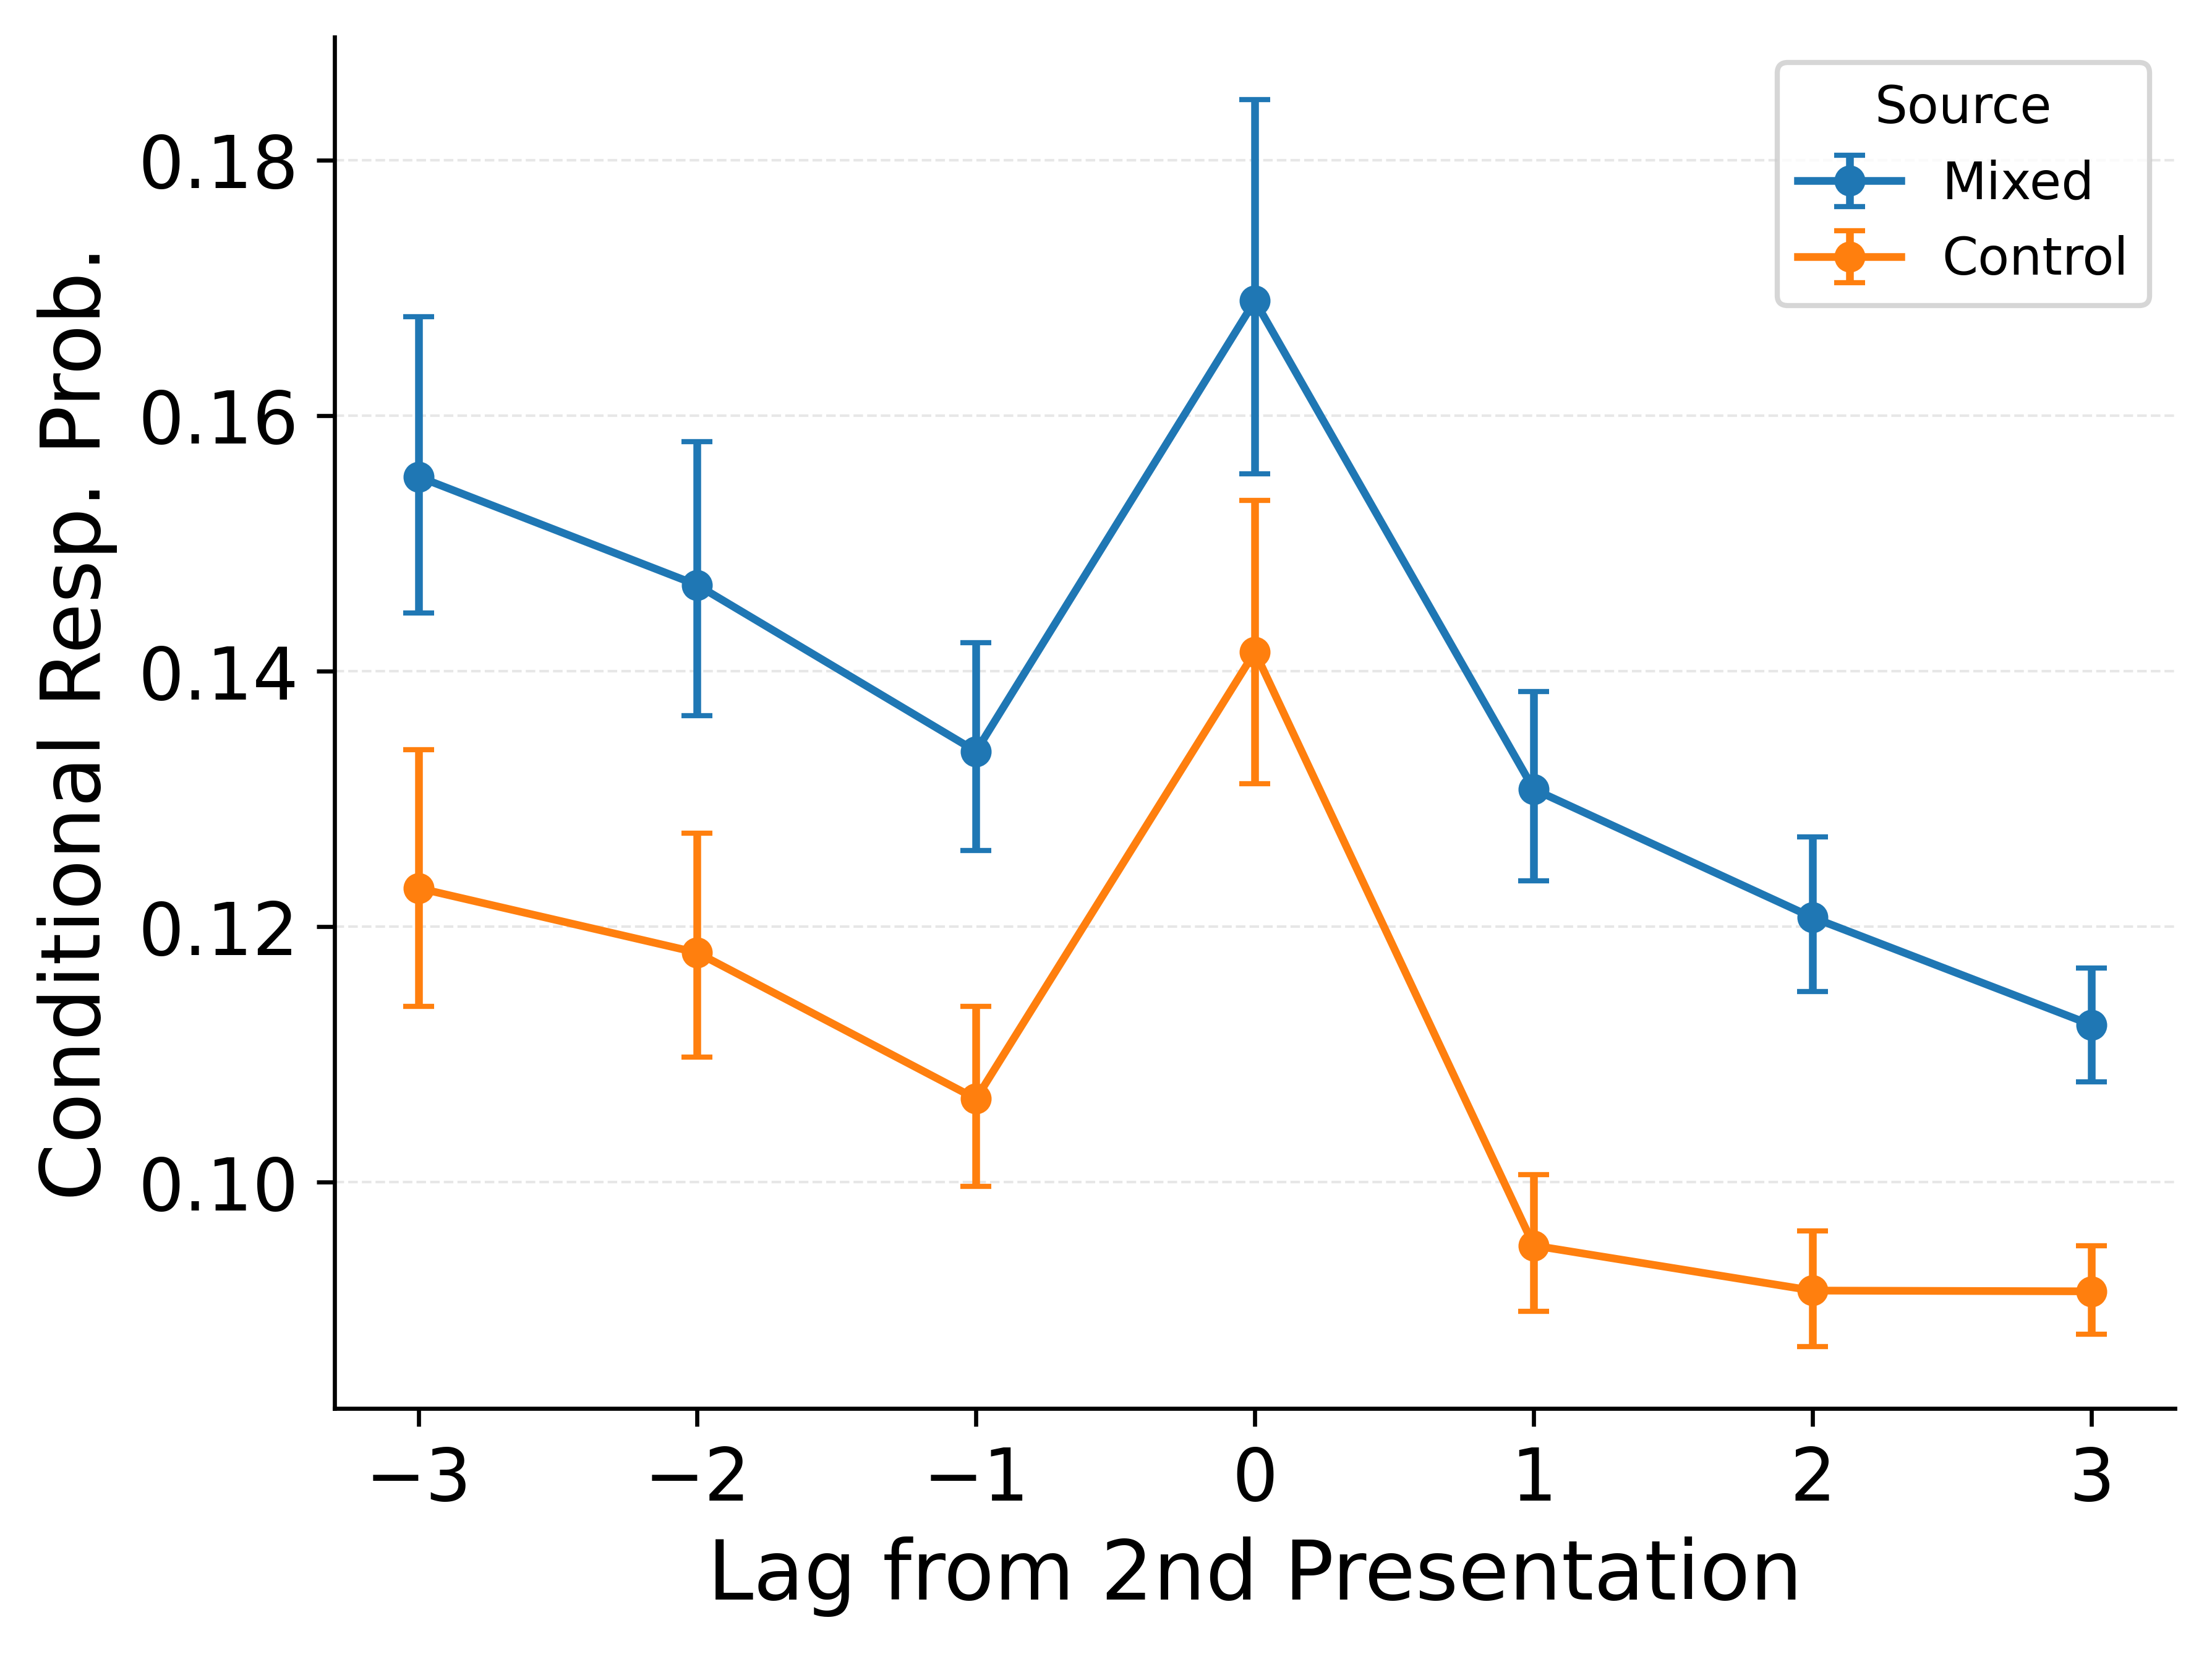 Source
Mixed
Control
Conditional Resp. Prob.
0.18
0.16
0.14
0.12
0.10
−3 −2 −1 0 1 2 3
Lag from 2nd Presentation